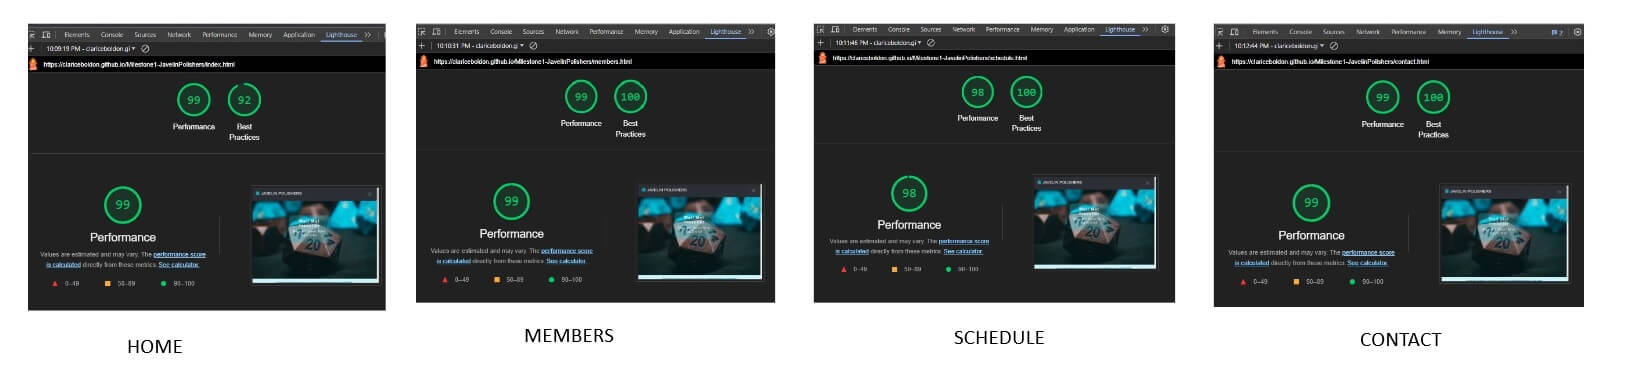 Elements Console Sources Network Performance Memory Application Lighthouse
10:09:19 PM - clariceboldon.gi
https://clariceboldon.github.io/Milestone1-JavelinPolishers/index.html
99 92
Performance Best
Practices
99
JAVELIN POLISHERS
20
Performance
Values are estimated and may vary. The performance score
is calculated directly from these metrics. See calculator.
0–49 50–89 90–100
HOME
Elements Console Sources Network Performance Memory Application Lighthouse
10:10:31 PM - clariceboldon.gi
https://clariceboldon.github.io/Milestone1-JavelinPolishers/members.html
99 100
Performance Best
Practices
99
JAVELIN POLISHERS
20
Performance
Values are estimated and may vary. The performance score
is calculated directly from these metrics. See calculator.
0–49 50–89 90–100
MEMBERS
Elements Console Sources Network Performance Memory Application Lighthouse
10:11:45 PM - clariceboldon.gi
https://clariceboldon.github.io/Milestone1-JavelinPolishers/schedule.html
98 100
Performance Best
Practices
98
JAVELIN POLISHERS
20
Performance
Values are estimated and may vary. The performance score
is calculated directly from these metrics. See calculator.
0–49 50–89 90–100
SCHEDULE
Elements Console Sources Network Performance Memory Application Lighthouse 2
10:12:44 PM - clariceboldon.gi
https://clariceboldon.github.io/Milestone1-JavelinPolishers/contact.html
99 100
Performance Best
Practices
99
JAVELIN POLISHERS
20
Performance
Values are estimated and may vary. The performance score
is calculated directly from these metrics. See calculator.
0–49 50–89 90–100
CONTACT